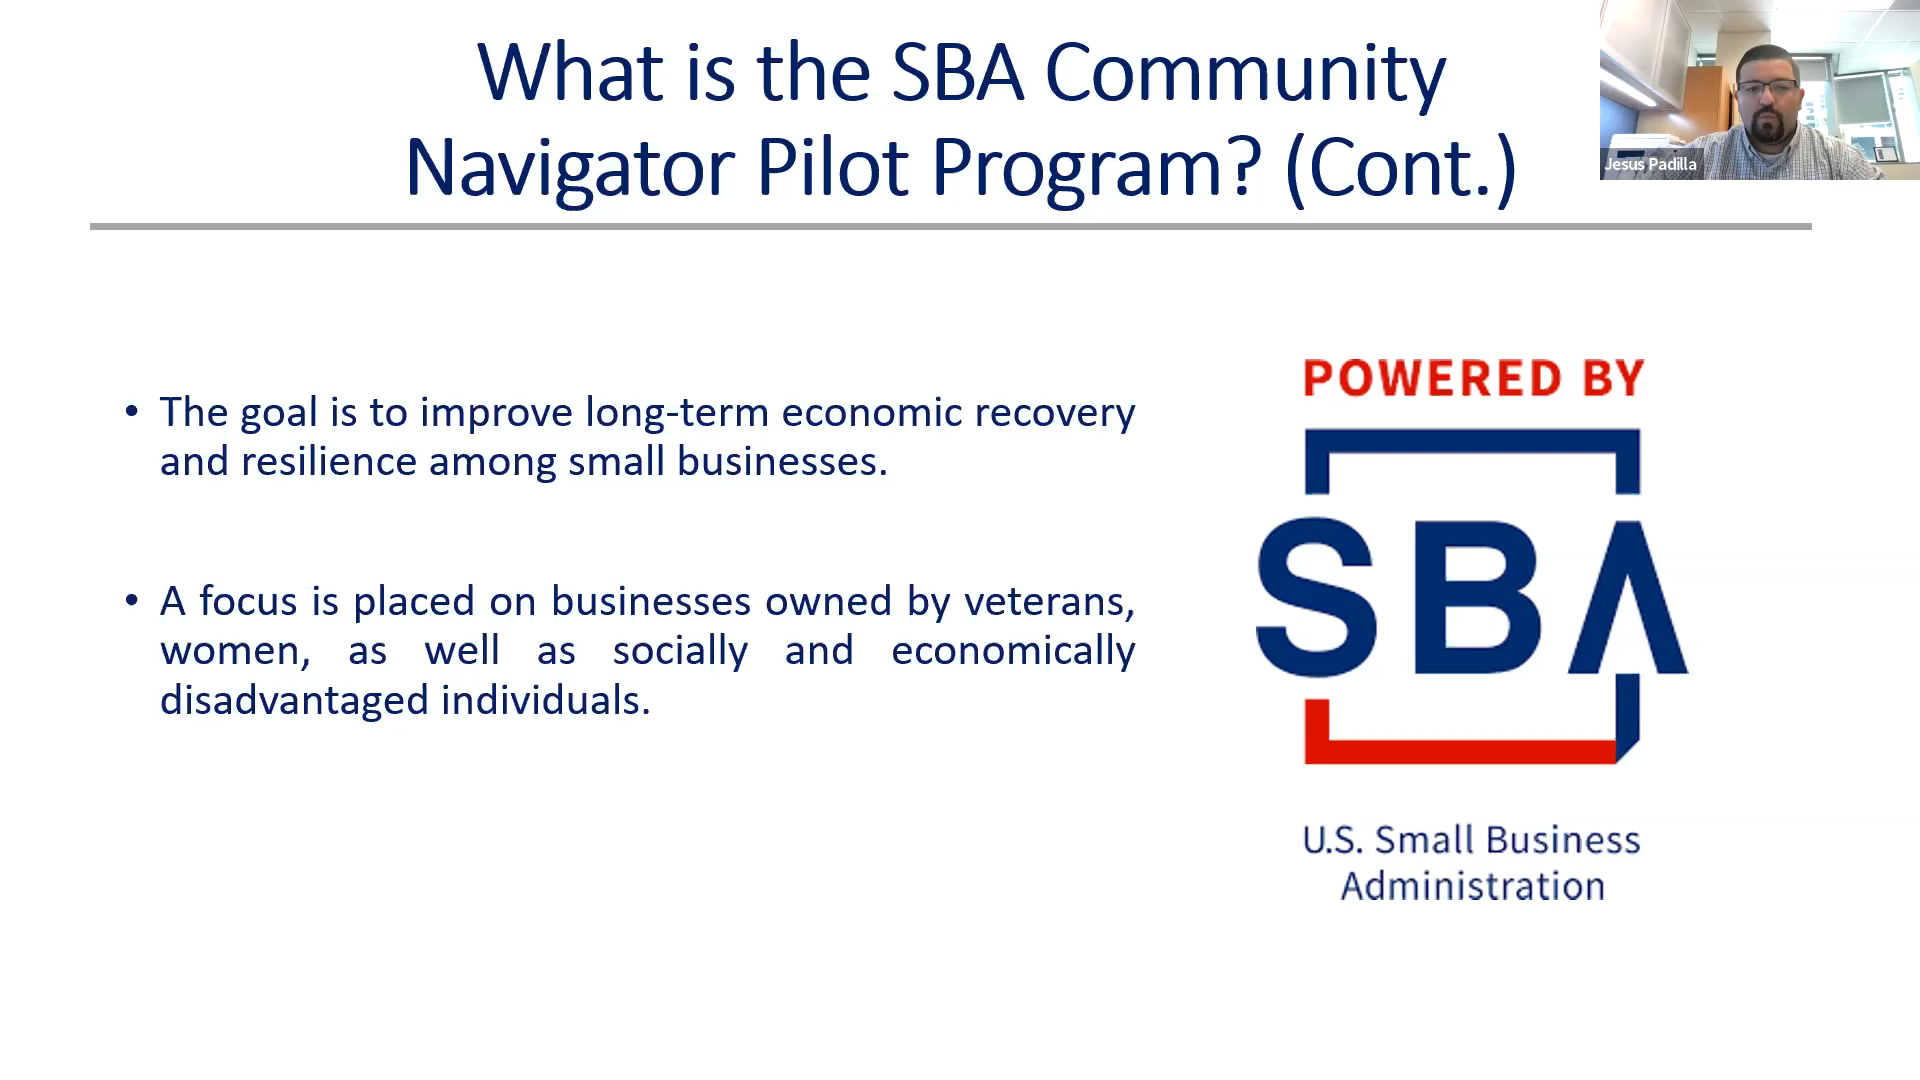 What is the SBA Community
Navigator Pilot Program? (Cont.)
Jesus Padilla
• The goal is to improve long-term economic recovery
and resilience among small businesses.
• A focus is placed on businesses owned by veterans,
women, as well as socially and economically
disadvantaged individuals.
POWERED BY
SBA
U.S. Small Business
Administration